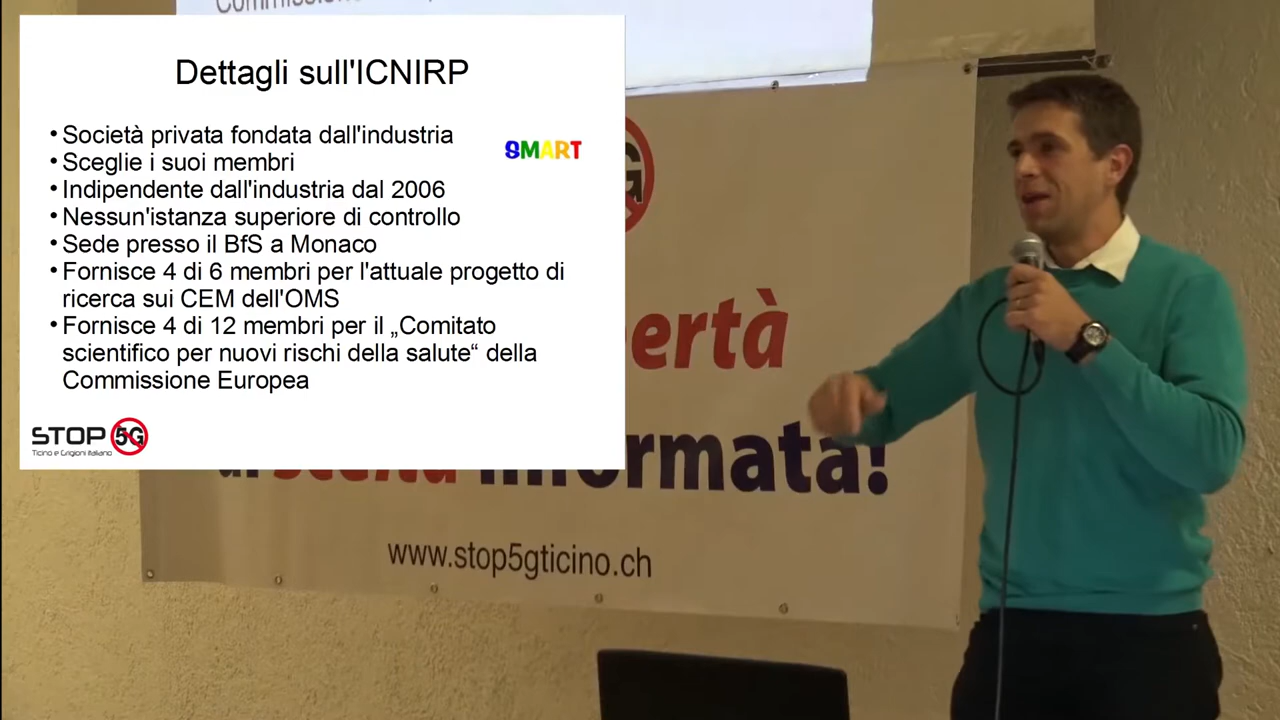 Dettagli sull'ICNIRP
• Società privata fondata dall'industria
• Sceglie i suoi membri
• Indipendente dall'industria dal 2006
• Nessun'istanza superiore di controllo
• Sede presso il BfS a Monaco
• Fornisce 4 di 6 membri per l'attuale progetto di
ricerca sui CEM dell'OMS
• Fornisce 4 di 12 membri per il „Comitato
scientifico per nuovi rischi della salute“ della
Commissione Europea
SMART
STOP 5G
Ticino e Grigioni italiano
www.stop5gticino.ch